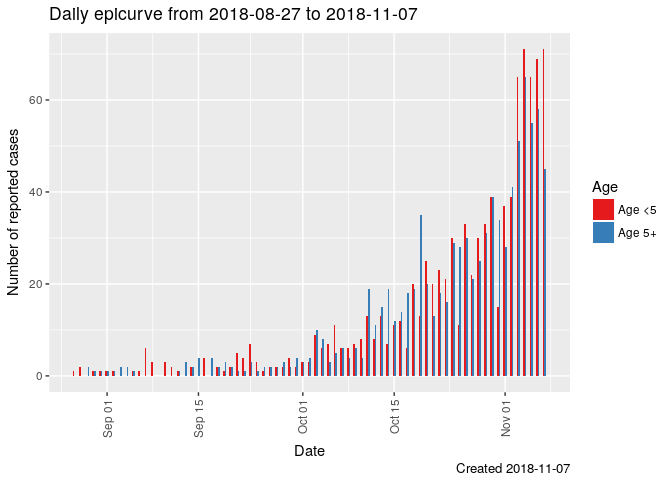 Daily epicurve from 2018-08-27 to 2018-11-07
Number of reported cases
60
40
20
0
Sep 01
Sep 15
Oct 01
Oct 15
Nov 01
Date
Age
Age <5
Age 5+
Created 2018-11-07